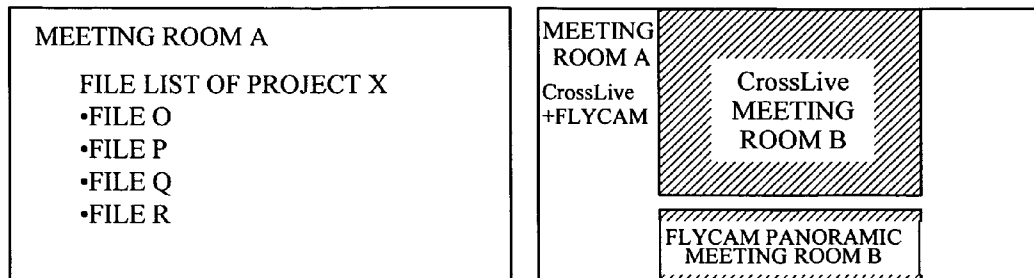 MEETING ROOM A
FILE LIST OF PROJECT X
•FILE O
•FILE P
•FILE Q
•FILE R
MEETING
ROOM A
CrossLive
+FLYCAM
CrossLive
MEETING
ROOM B
FLYCAM PANORAMIC
MEETING ROOM B